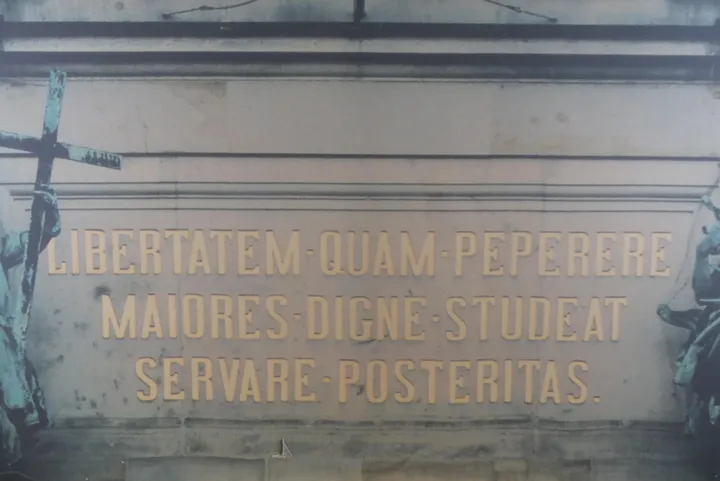 LIBERTATEM·QUAM·PEPERERE
MAIORES·DIGNE·STUDEAT
SERVARE·POSTERITAS.